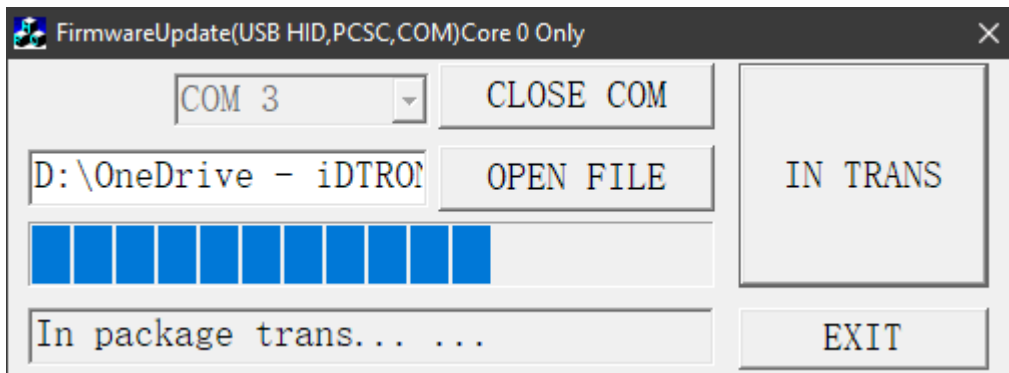 FirmwareUpdate(USB HID,PCSC,COM)Core 0 Only
COM 3
CLOSE COM
D:\OneDrive - iDTRON
OPEN FILE
IN TRANS
In package trans... ...
EXIT